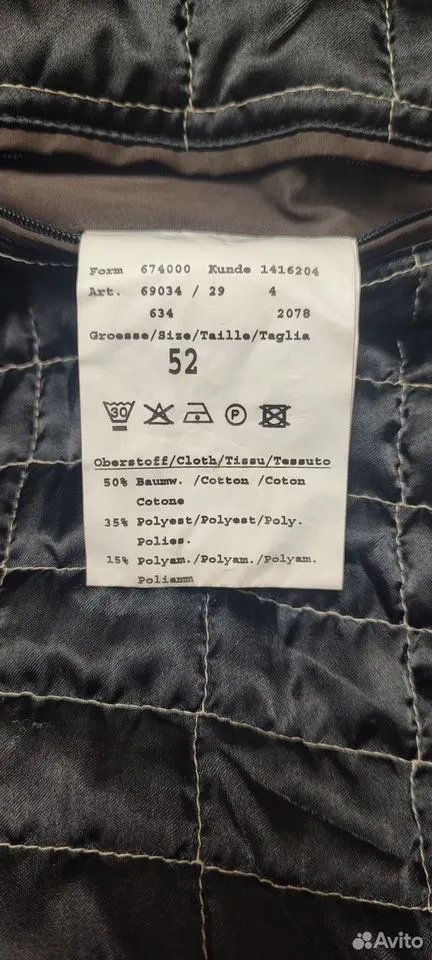 Form 674000 Kunde 1416204
Art. 69034 / 29 4
634 2078
Groesse/Size/Taille/Taglia
52
30 P
Oberstoff/Cloth/Tissu/Tessuto
50% Baumw. /Cotton /Coton
Cotone
35% Polyest/Polyest/Poly.
Polies.
15% Polyam./Polyam./Polyam.
Poliamm
Avito